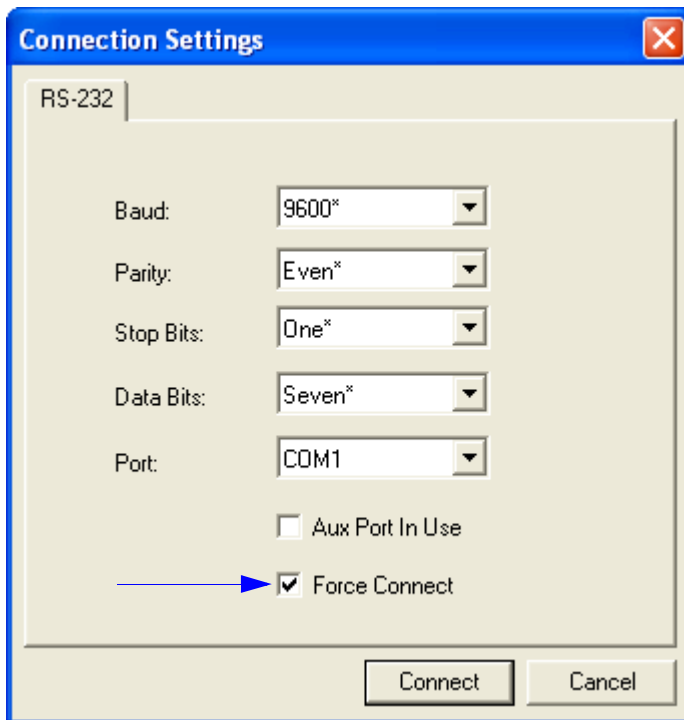 Connection Settings
RS-232
Baud: 9600*
Parity: Even*
Stop Bits: One*
Data Bits: Seven*
Port: COM1
Aux Port In Use
Force Connect
Connect Cancel